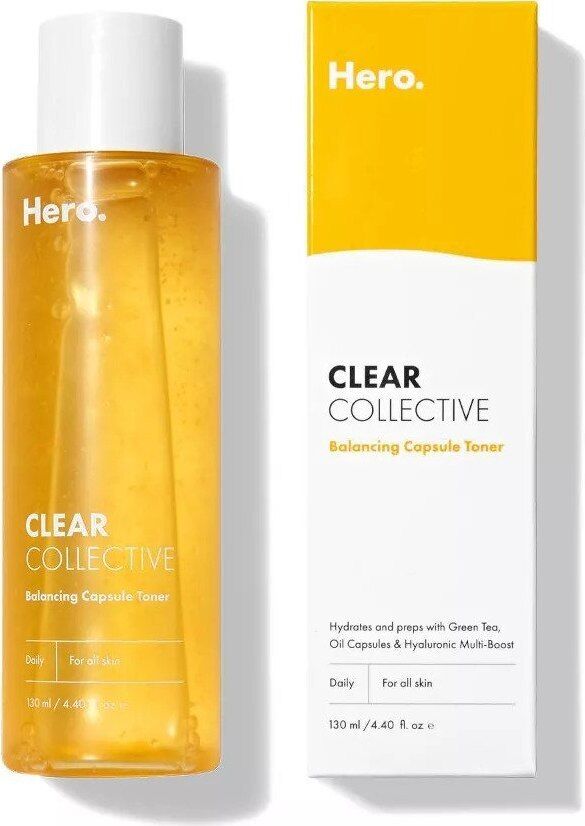 Hero.
CLEAR
COLLECTIVE
Balancing Capsule Toner
Daily
For all skin
130 ml / 4.40 fl. oz e
Hero.
CLEAR
COLLECTIVE
Balancing Capsule Toner
Hydrates and preps with Green Tea,
Oil Capsules & Hyaluronic Multi-Boost
Daily
For all skin
130 ml /4.40 fl. oz e